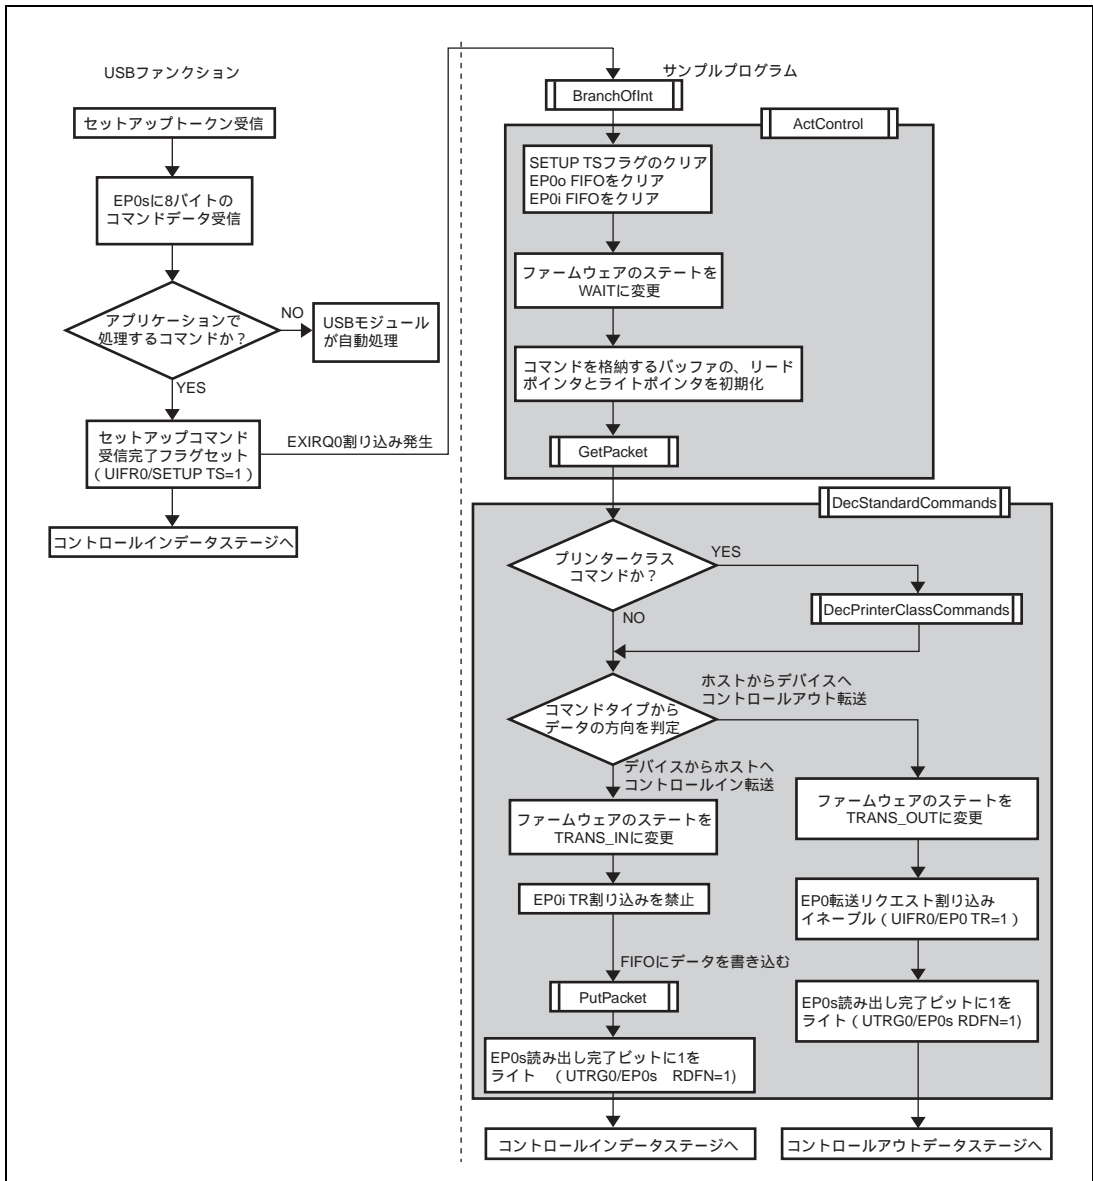 USBファンクション
セットアップトークン受信
EP0sに8バイトの
コマンドデータ受信
アプリケーションで
処理するコマンドか？
NO
USBモジュール
が自動処理
YES
セットアップコマンド
受信完了フラグセット
（UIFR0/SETUP TS=1）
EXIRQ0割り込み発生
コントロールインデータステージへ
サンプルプログラム
BranchOfInt
ActControl
SETUP TSフラグのクリア
EP0o FIFOをクリア
EP0i FIFOをクリア
ファームウェアのステートを
WAITに変更
コマンドを格納するバッファの、リード
ポインタとライトポインタを初期化
GetPacket
DecStandardCommands
プリンタークラス
コマンドか？
YES
DecPrinterClassCommands
NO
コマンドタイプから
データの方向を判定
ホストからデバイスへ
コントロールアウト転送
デバイスからホストへ
コントロールイン転送
ファームウェアのステートを
TRANS_INに変更
EP0i TR割り込みを禁止
FIFOにデータを書き込む
PutPacket
EP0s読み出し完了ビットに1を
ライト　（UTRG0/EP0s　RDFN=1)
コントロールインデータステージへ
ファームウェアのステートを
TRANS_OUTに変更
EP0転送リクエスト割り込み
イネーブル（UIFR0/EP0 TR=1）
EP0s読み出し完了ビットに1を
ライト（UTRG0/EP0s RDFN=1)
コントロールアウトデータステージへ